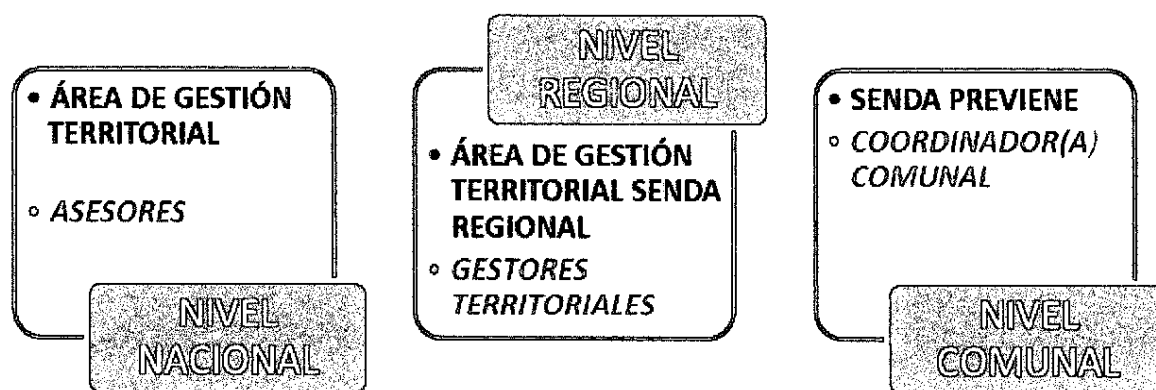 • ÁREA DE GESTIÓN
TERRITORIAL
◦ ASESORES
NIVEL
NACIONAL
NIVEL
REGIONAL
• ÁREA DE GESTIÓN
TERRITORIAL SENDA
REGIONAL
◦ GESTORES
TERRITORIALES
• SENDA PREVIENE
◦ COORDINADOR(A)
COMUNAL
NIVEL
COMUNAL